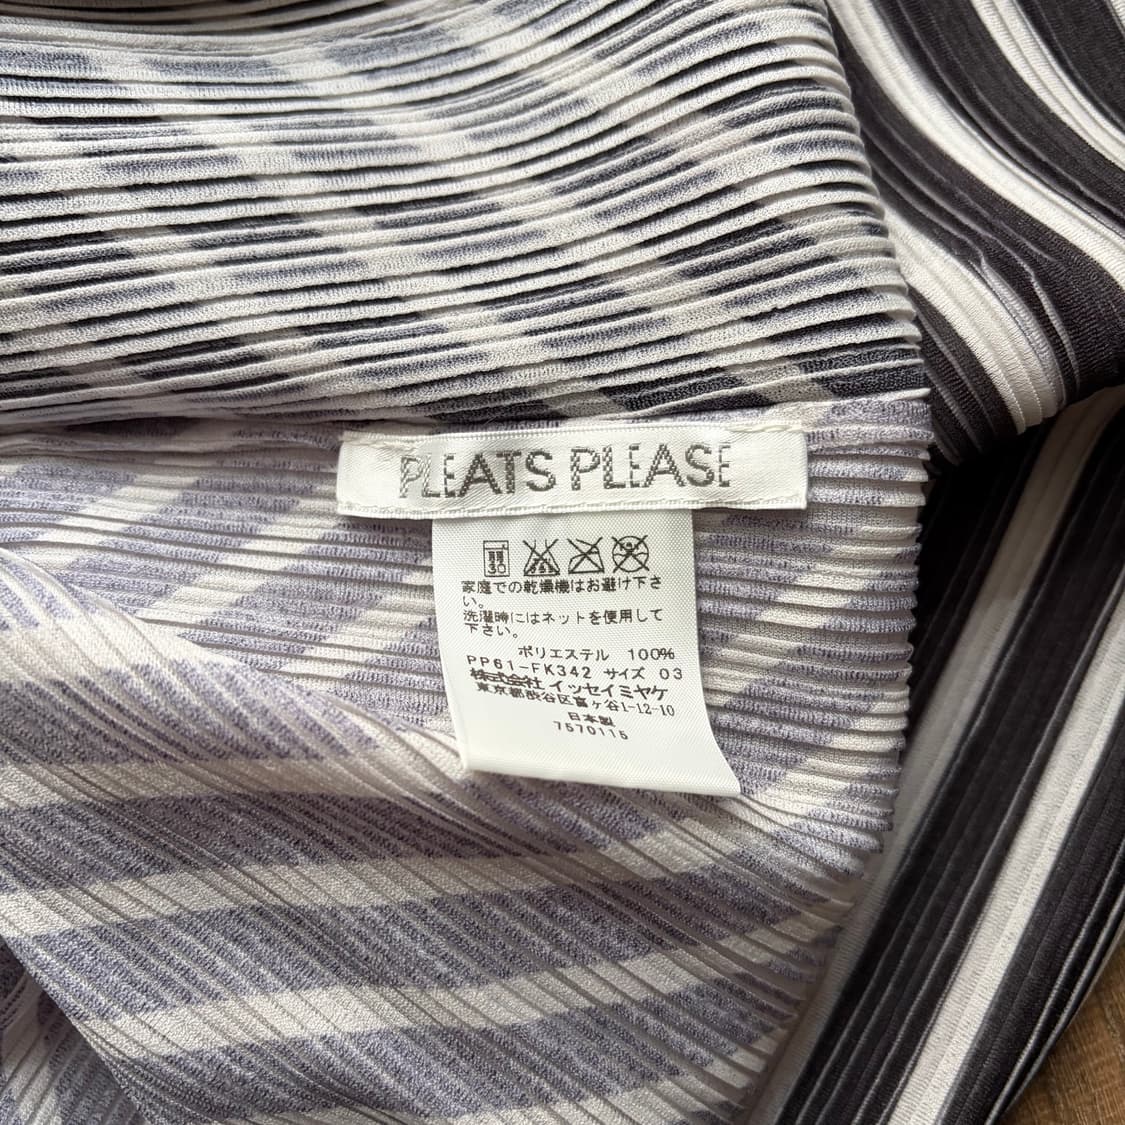 PLEATS PLEASE
弱
30
家庭での乾燥機はお避け下さ
い。
洗濯時にはネットを使用して
下さい。
ポリエステル 100%
PP61-FK342 サイズ 03
株式会社 イッセイミヤケ
東京都渋谷区富ヶ谷1-12-10
日本製
7570115